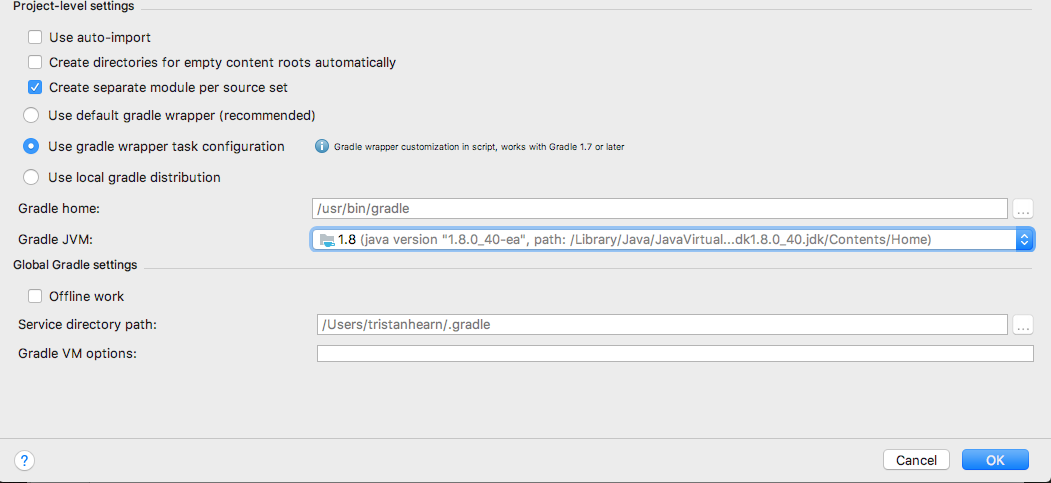 Project-level settings
Use auto-import
Create directories for empty content roots automatically
Create separate module per source set
Use default gradle wrapper (recommended)
Use gradle wrapper task configuration Gradle wrapper customization in script, works with Gradle 1.7 or later
Use local gradle distribution
Gradle home: /usr/bin/gradle ...
Gradle JVM: 1.8 (java version "1.8.0_40-ea", path: /Library/Java/JavaVirtual...dk1.8.0_40.jdk/Contents/Home)
Global Gradle settings
Offline work
Service directory path: /Users/tristanhearn/.gradle ...
Gradle VM options:
? Cancel OK